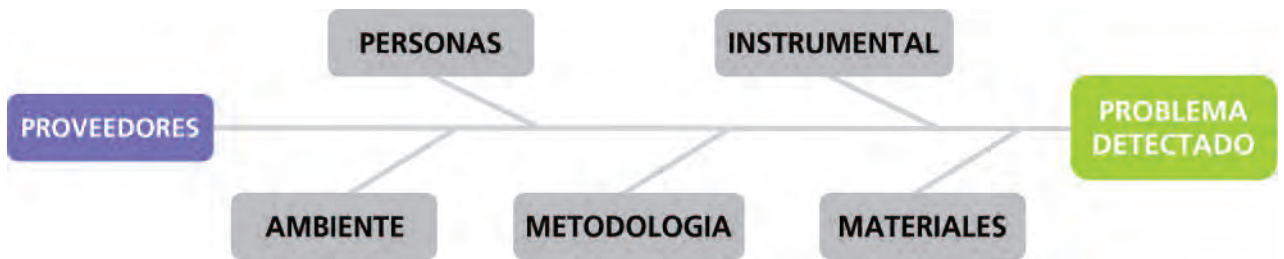 PERSONAS
INSTRUMENTAL
PROVEEDORES
PROBLEMA
DETECTADO
AMBIENTE
METODOLOGIA
MATERIALES